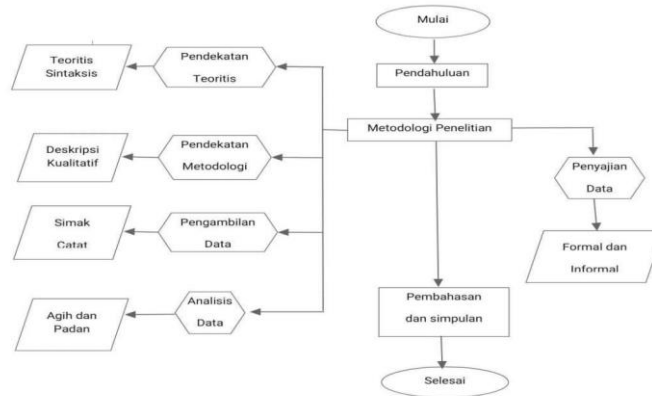 Mulai
Pendahuluan
Metodologi Penelitian
Teoritis
Sintaksis
Pendekatan
Teoritis
Deskripsi
Kualitatif
Pendekatan
Metodologi
Simak
Catat
Pengambilan
Data
Agih dan
Padan
Analisis
Data
Penyajian
Data
Formal dan
Informal
Pembahasan
dan simpulan
Selesai